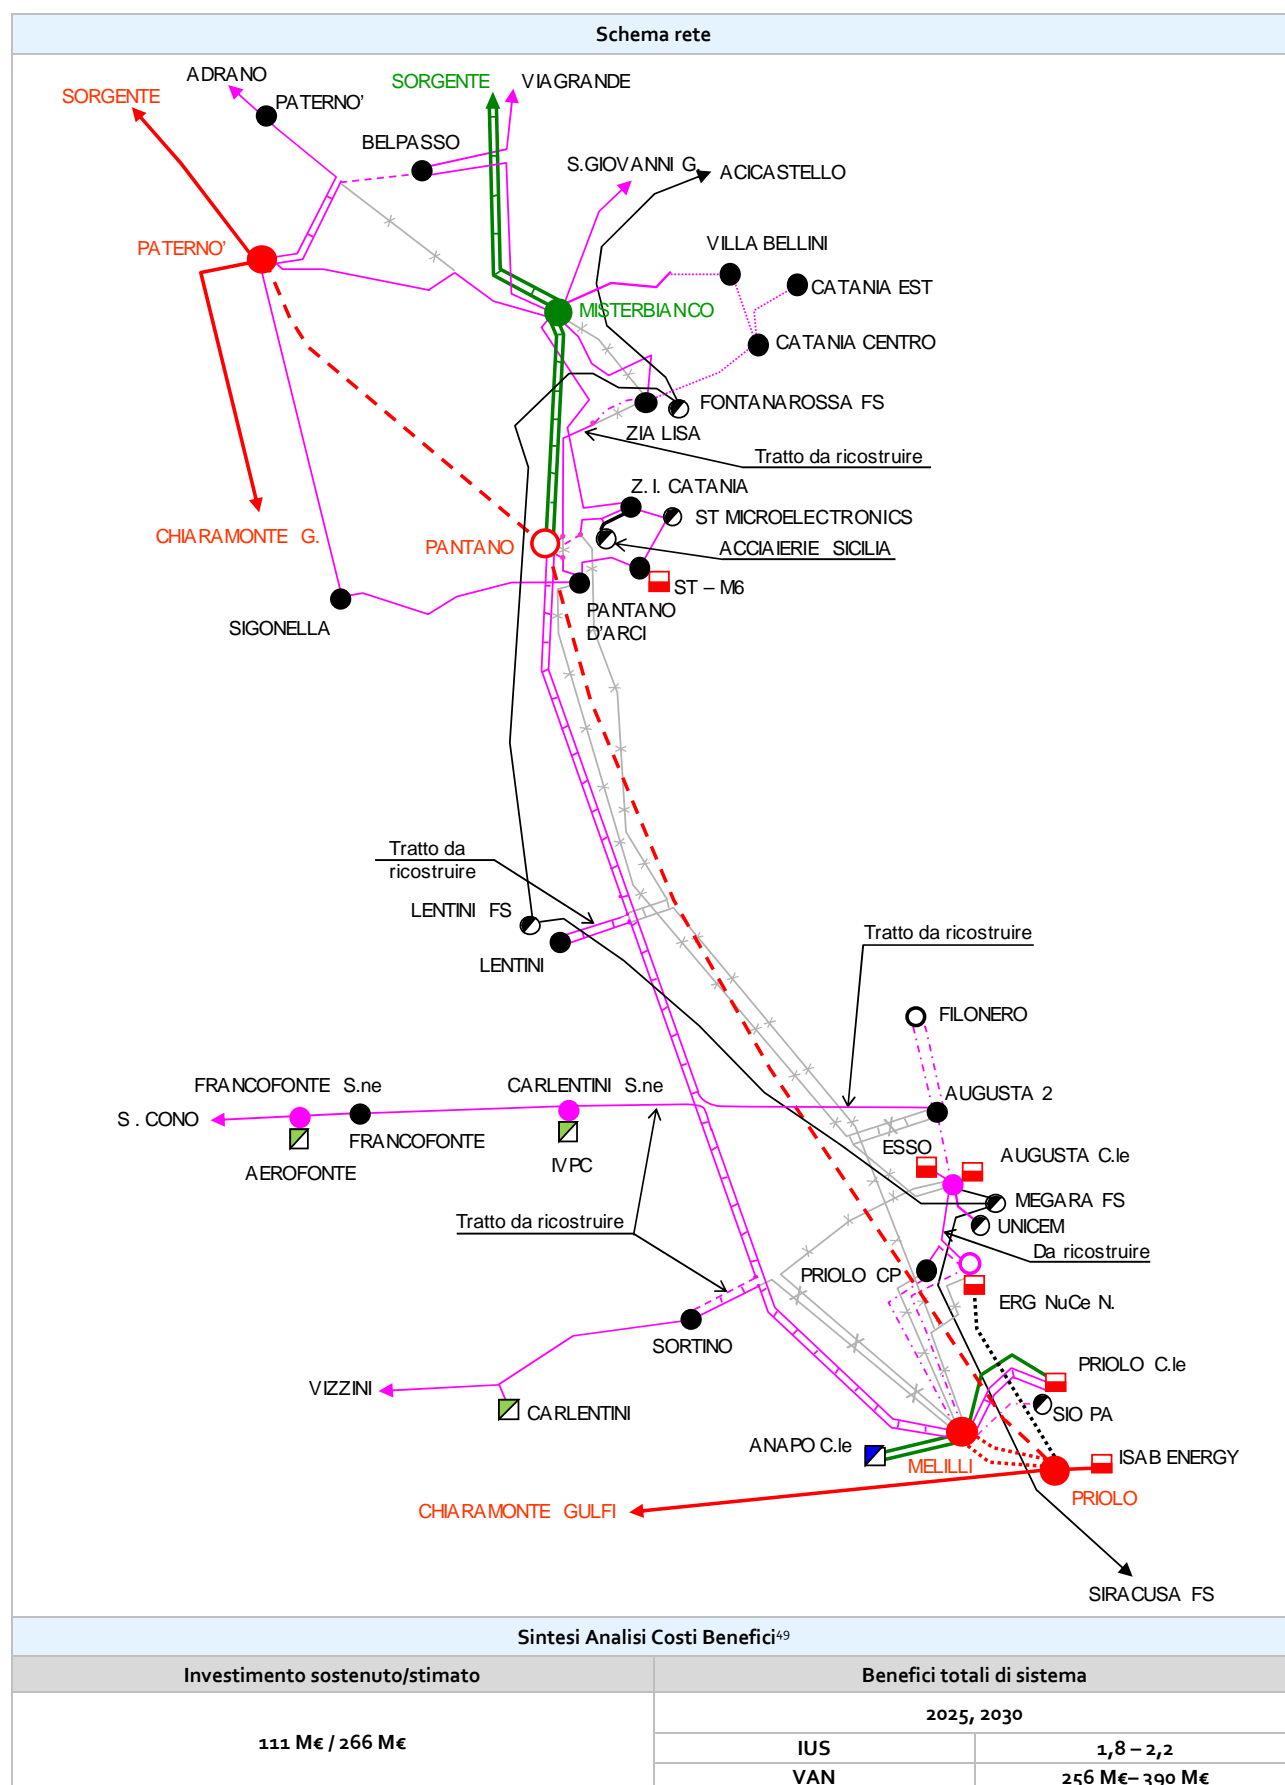 Schema rete
ADRANO
SORGENTE
VIAGRANDE
SORGENTE
PATERNO'
BELPASSO
S.GIOVANNI G.
ACICASTELLO
PATERNO'
VILLA BELLINI
CATANIA EST
MISTERBIANCO
CATANIA CENTRO
FONTANAROSSA FS
ZIA LISA
Tratto da ricostruire
Z. I. CATANIA
ST MICROELECTRONICS
CHIARAMONTE G.
PANTANO
ACCIAIERIE SICILIA
ST – M6
PANTANO
D'ARCI
SIGONELLA
Tratto da
ricostruire
LENTINI FS
Tratto da ricostruire
LENTINI
FILONERO
FRANCOFONTE S.ne
CARLENTINI S.ne
AUGUSTA 2
S . CONO
FRANCOFONTE
ESSO
AUGUSTA C.le
AEROFONTE
IVPC
MEGARA FS
Tratto da ricostruire
UNICEM
Da ricostruire
PRIOLO CP
ERG NuCe N.
SORTINO
PRIOLO C.le
VIZZINI
CARLENTINI
SIO PA
ANAPO C.le
MELILLI
ISAB ENERGY
CHIARAMONTE GULFI
PRIOLO
SIRACUSA FS
Sintesi Analisi Costi Benefici49
Investimento sostenuto/stimato
Benefici totali di sistema
2025, 2030
111 M€ / 266 M€
IUS
1,8 – 2,2
VAN
256 M€– 390 M€